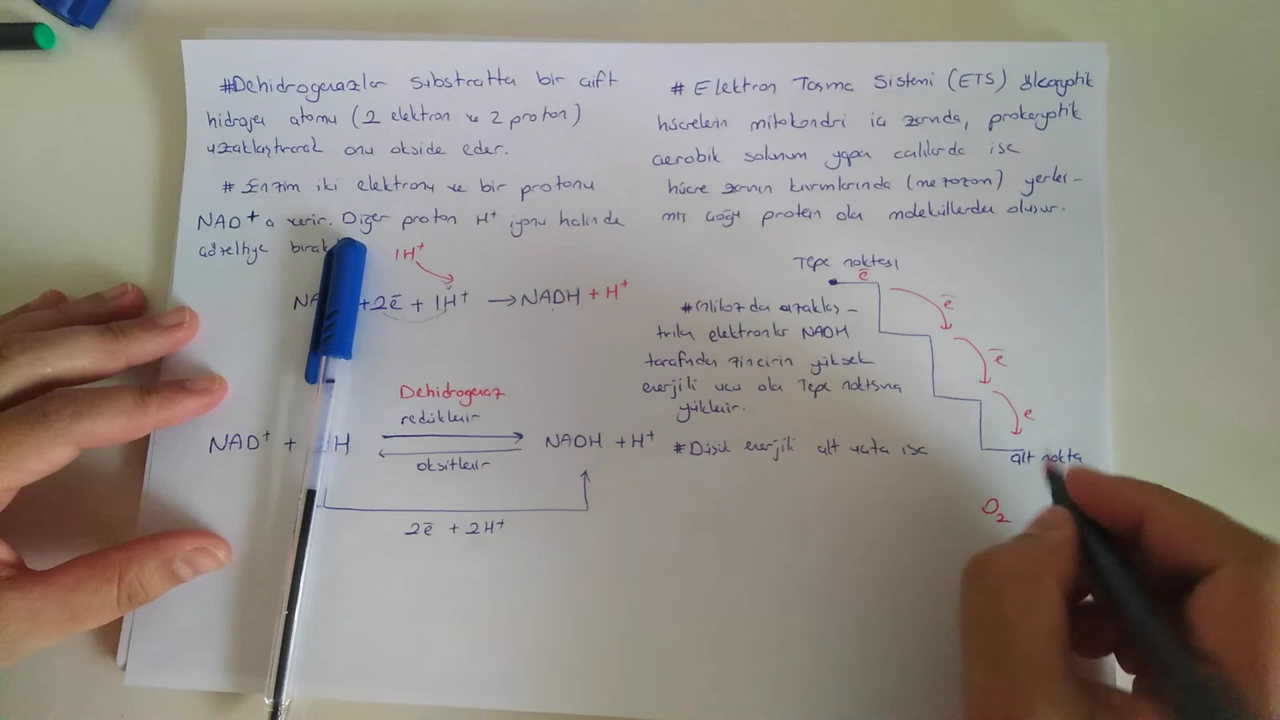 #Dehidrogenazlar substratta bir çift
hidrojen atomu (2 elektron ve 2 proton)
uzaklaştırarak onu okside eder.
# Enzim iki elektronu ve bir protonu
NAD+ a verir. Diğer proton H+ iyonu halinde
çözeltiye
1H+
+2e- + 1H+ → NADH + H+
Dehidrogenaz
redüklenir
NAD+ + H NADH + H+
oksitlenir
2e- + 2H+
# Elektron Taşıma Sistemi (ETS) ökaryotik
hücrelerin mitokondri iç zarında, prokaryotik
aerobik solunum yapan canlılarda ise
hücre zarının kıvrımlarında (mezozom) yerleş-
miş çoğu protein olan moleküllerden oluşur.
Tepe noktası
e-
e-
e-
e
#Glikoz da uzaklaş-
tırılan elektronlar NADH
tarafından zincirin yüksek
enerjili ucu olan Tepe noktasına
yüklenir.
#Düşük enerjili alt ise
alt nokta
O2